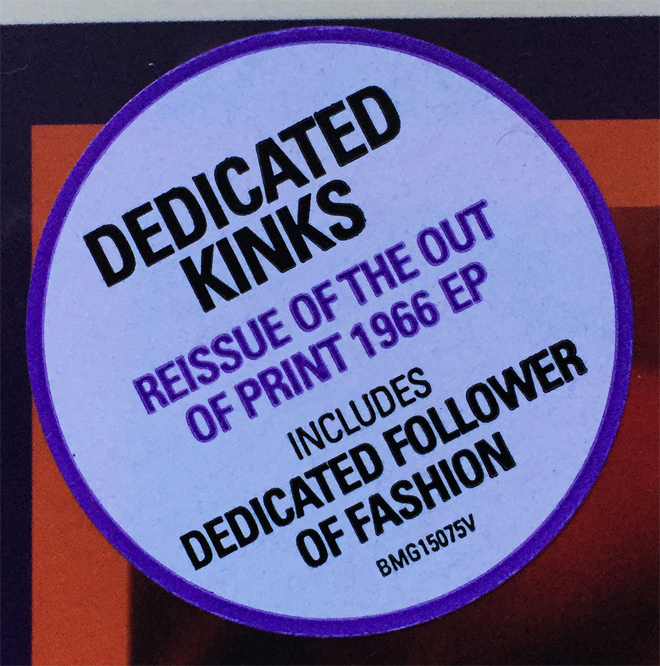 DEDICATED
KINKS
REISSUE OF THE OUT
OF PRINT 1966 EP
INCLUDES
DEDICATED FOLLOWER
OF FASHION
BMG15075V